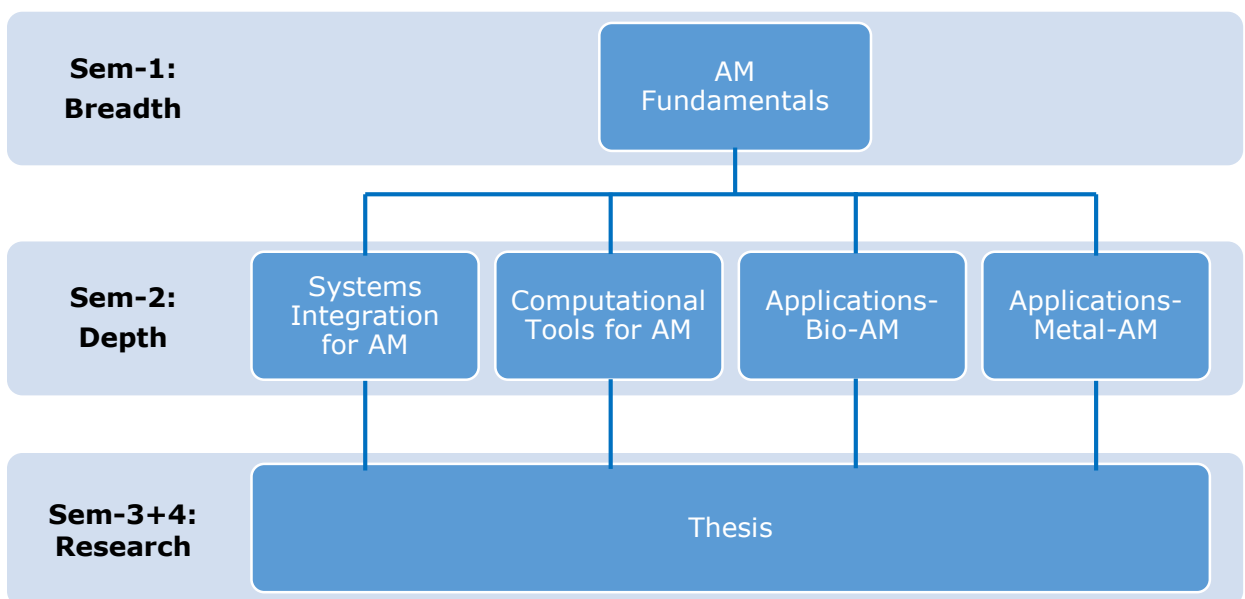 Sem-1:
Breadth
AM
Fundamentals
Sem-2:
Depth
Systems
Integration
for AM
Computational
Tools for AM
Applications-
Bio-AM
Applications-
Metal-AM
Sem-3+4:
Research
Thesis